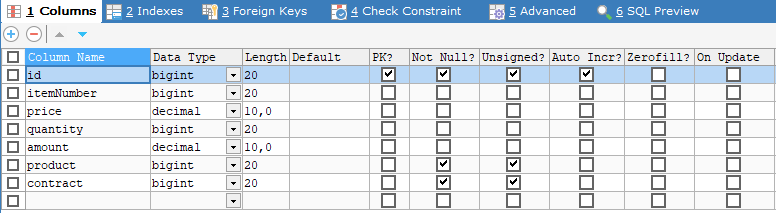 1 Columns 2 Indexes 3 Foreign Keys 4 Check Constraint 5 Advanced 6 SQL Preview
Column Name Data Type Length Default PK? Not Null? Unsigned? Auto Incr? Zerofill? On Update
id bigint 20
itemNumber bigint 20
price decimal 10,0
quantity bigint 20
amount decimal 10,0
product bigint 20
contract bigint 20